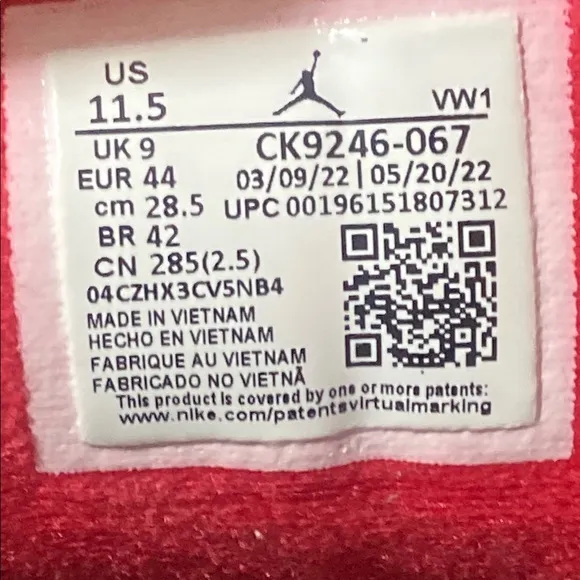 US
11.5
VW1
UK 9
CK9246-067
EUR 44
03/09/22 | 05/20/22
cm 28.5
UPC 00196151807312
BR 42
CN 285(2.5)
04CZHX3CV5NB4
MADE IN VIETNAM
HECHO EN VIETNAM
FABRIQUE AU VIETNAM
FABRICADO NO VIETNÃ
This product is covered by one or more patents:
www.nike.com/patentsvirtualmarking